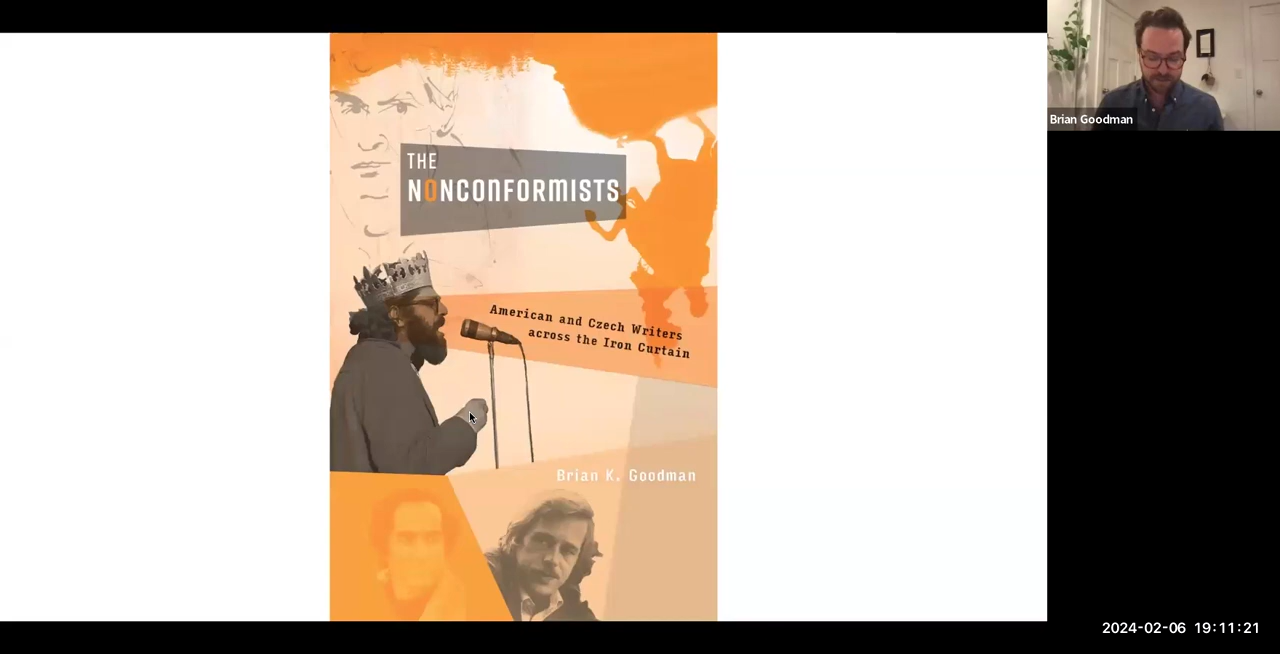 THE
NONCONFORMISTS
American and Czech Writers
across the Iron Curtain
Brian K. Goodman
Brian Goodman
2024-02-06 19:11:21